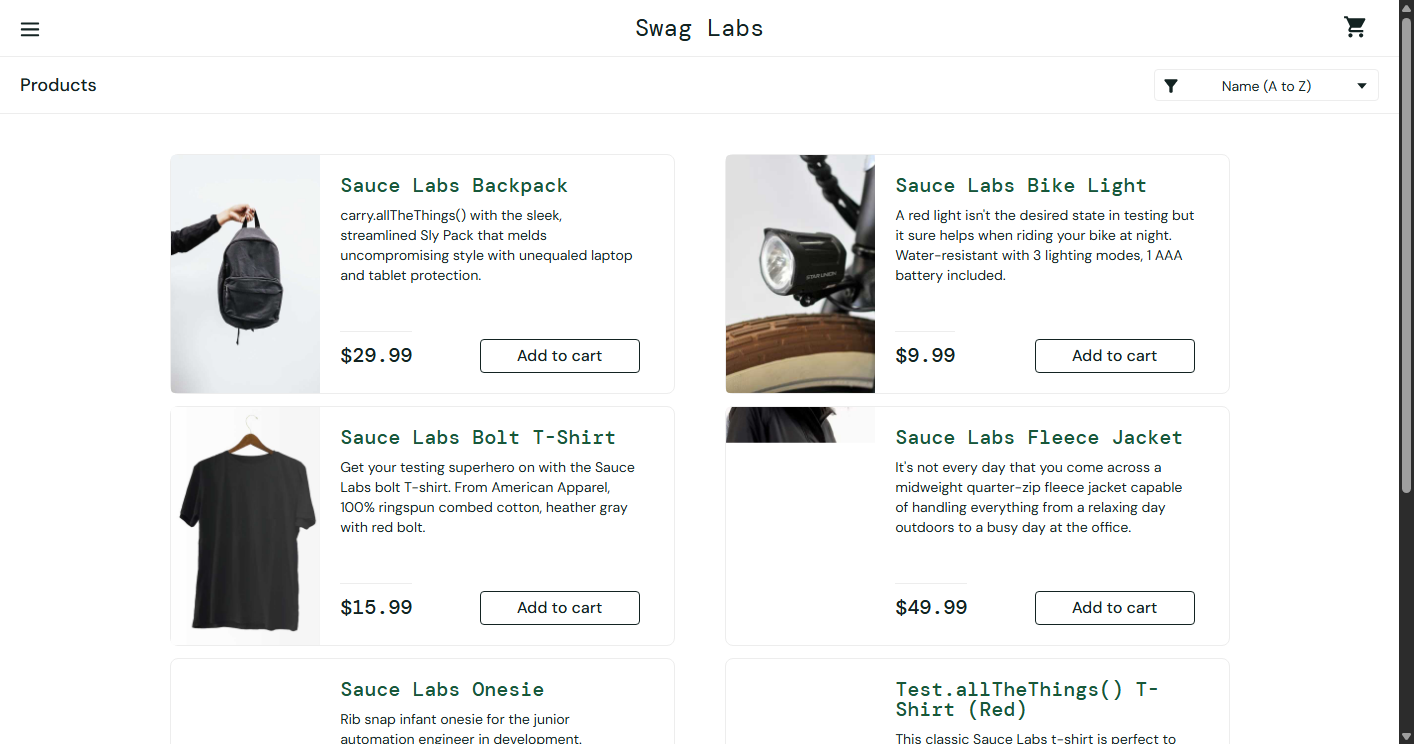 Swag Labs
Products
Name (A to Z)
Sauce Labs Backpack
carry.allTheThings() with the sleek,
streamlined Sly Pack that melds
uncompromising style with unequaled laptop
and tablet protection.
$29.99
Add to cart
Sauce Labs Bike Light
A red light isn't the desired state in testing but
it sure helps when riding your bike at night.
Water-resistant with 3 lighting modes, 1 AAA
battery included.
STAR UNION
$9.99
Add to cart
Sauce Labs Bolt T-Shirt
Get your testing superhero on with the Sauce
Labs bolt T-shirt. From American Apparel,
100% ringspun combed cotton, heather gray
with red bolt.
$15.99
Add to cart
Sauce Labs Fleece Jacket
It's not every day that you come across a
midweight quarter-zip fleece jacket capable
of handling everything from a relaxing day
outdoors to a busy day at the office.
$49.99
Add to cart
Sauce Labs Onesie
Rib snap infant onesie for the junior
automation engineer in development.
Test.allTheThings() T-
Shirt (Red)
This classic Sauce Labs t-shirt is perfect to